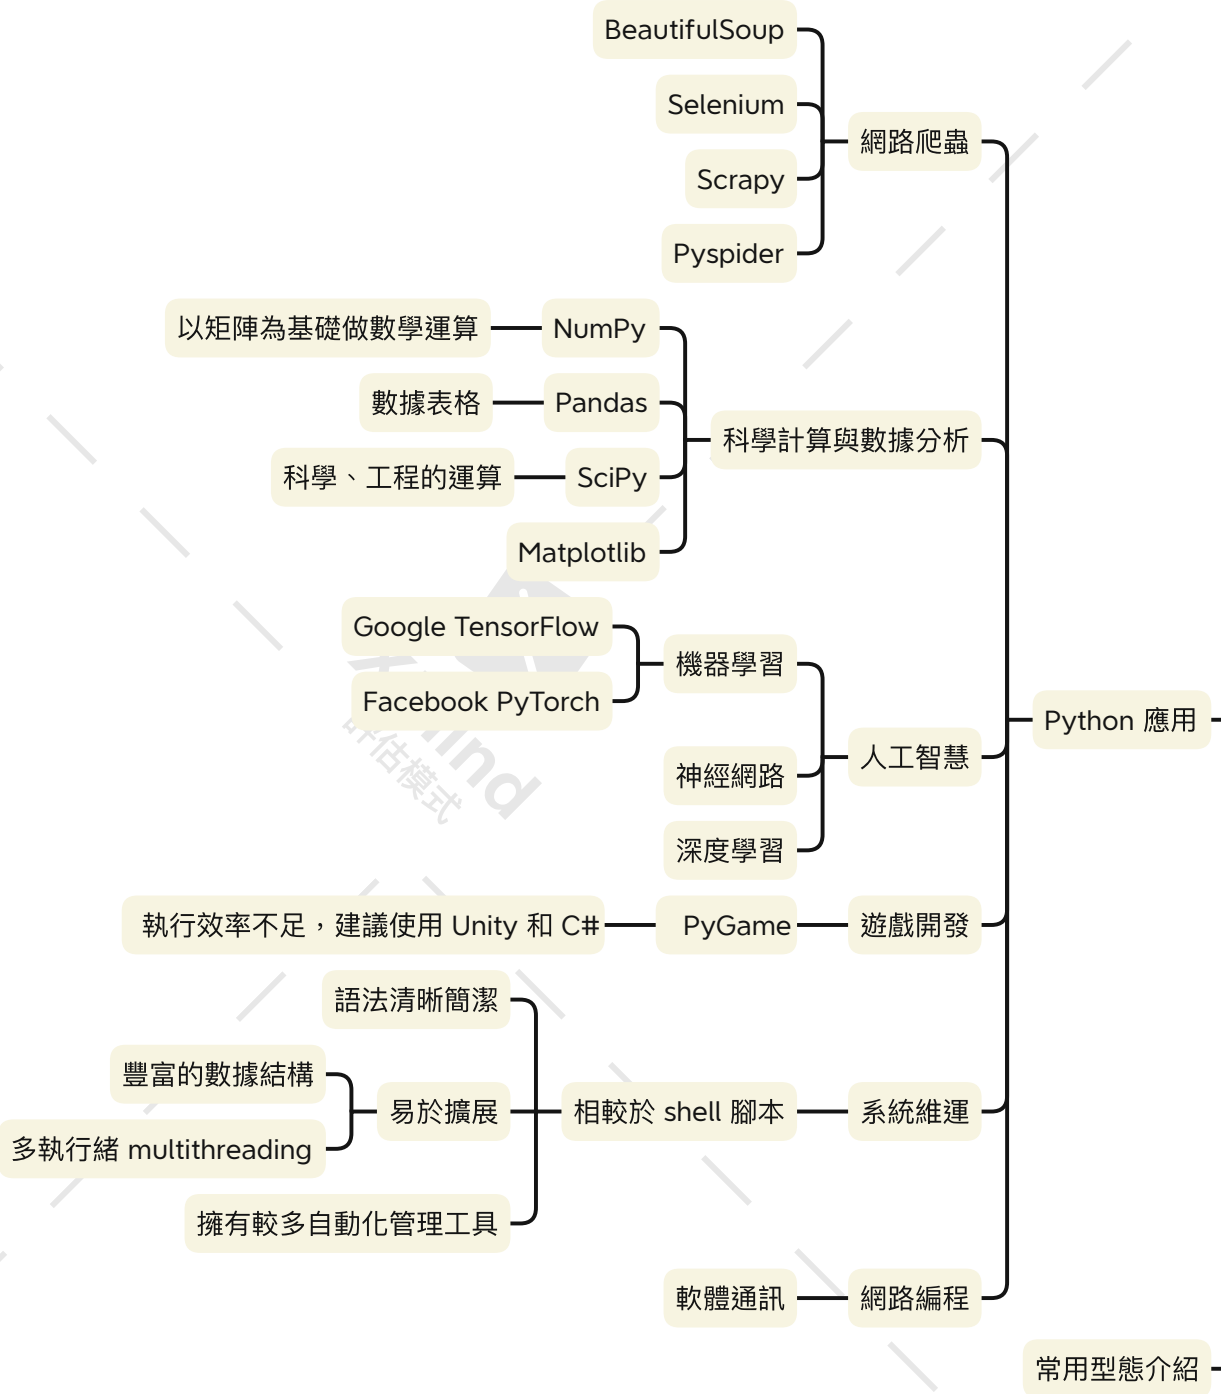 BeautifulSoup
Selenium
網路爬蟲
Scrapy
Pyspider
以矩陣為基礎做數學運算
NumPy
數據表格
Pandas
科學計算與數據分析
科學、工程的運算
SciPy
Matplotlib
Google TensorFlow
機器學習
Facebook PyTorch
Python 應用
人工智慧
神經網路
深度學習
執行效率不足，建議使用 Unity 和 C#
PyGame
遊戲開發
語法清晰簡潔
豐富的數據結構
易於擴展
相較於 shell 腳本
系統維運
多執行緒 multithreading
擁有較多自動化管理工具
軟體通訊
網路編程
常用型態介紹
評估模式